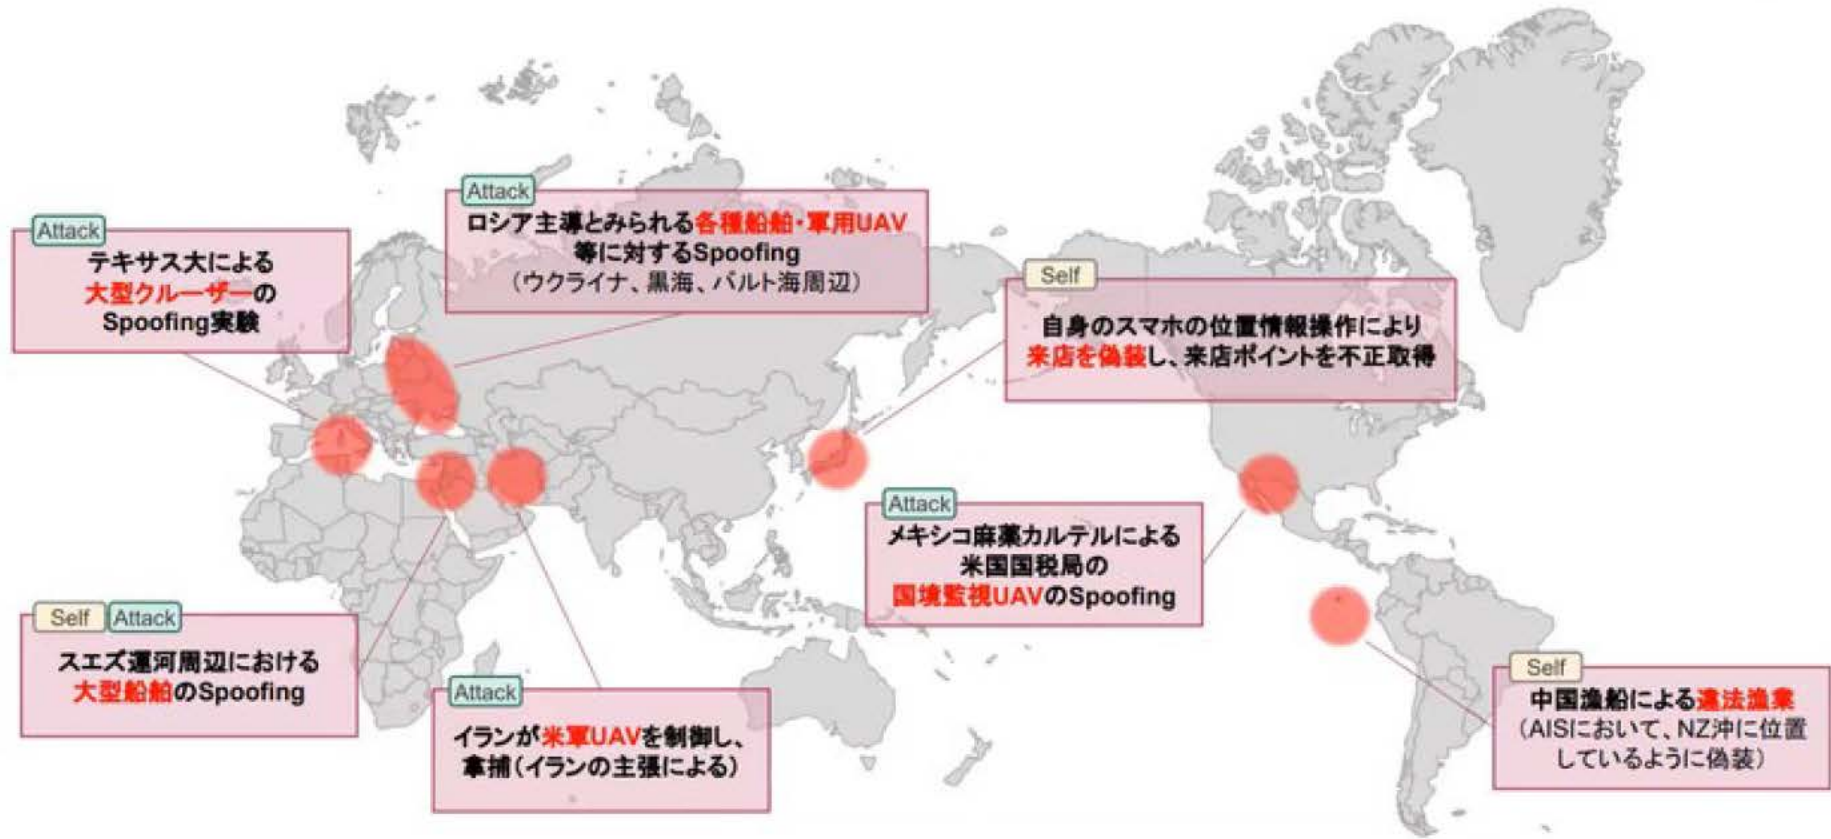 Attack
ロシア主導とみられる各種船舶・軍用UAV
等に対するSpoofing
（ウクライナ、黒海、バルト海周辺）
Attack
テキサス大による
大型クルーザーの
Spoofing実験
Self
自身のスマホの位置情報操作により
来店を偽装し、来店ポイントを不正取得
Attack
メキシコ麻薬カルテルによる
米国国税局の
国境監視UAVのSpoofing
Self Attack
スエズ運河周辺における
大型船舶のSpoofing
Attack
イランが米軍UAVを制御し、
拿捕（イランの主張による）
Self
中国漁船による違法漁業
（AISにおいて、NZ沖に位置
しているように偽装）